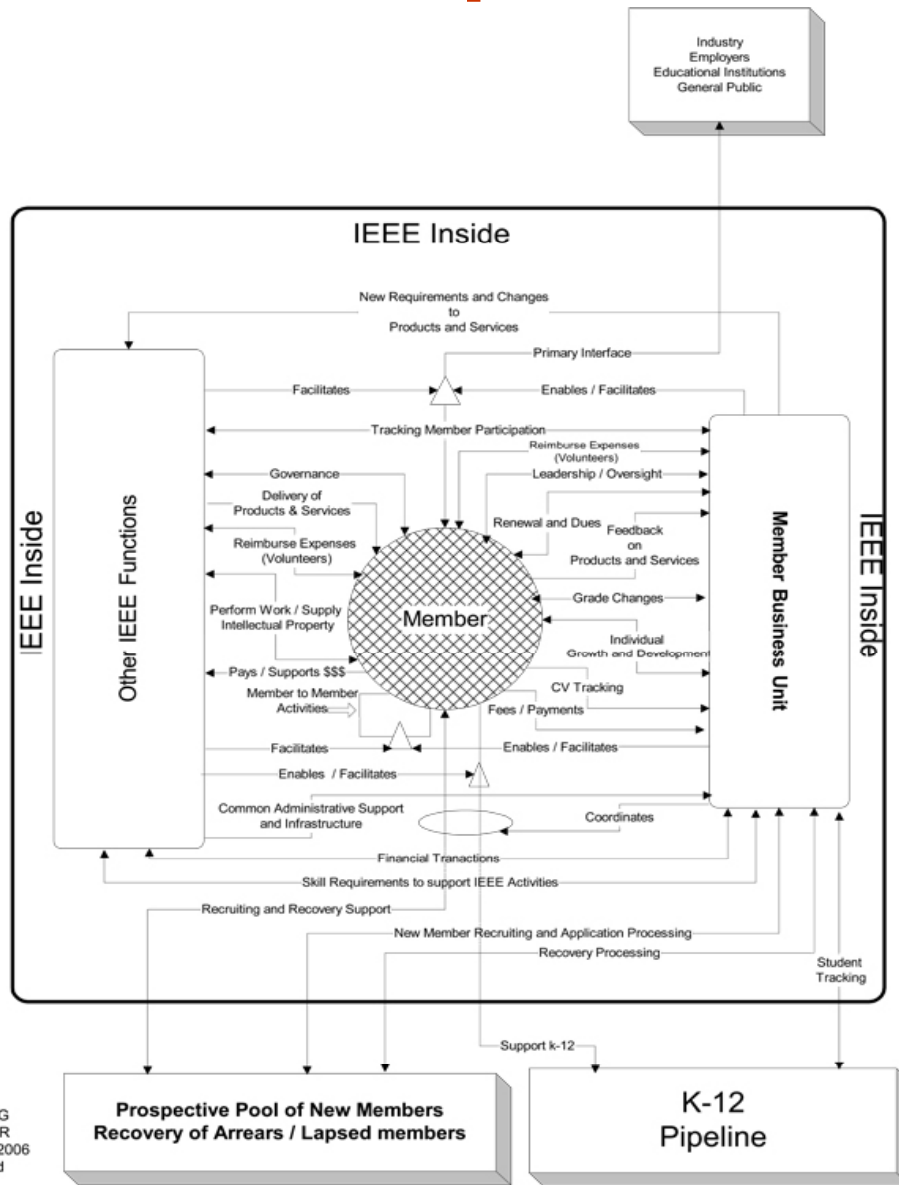 Industry
Employers
Educational Institutions
General Public
IEEE Inside
New Requirements and Changes
to
Products and Services
Primary Interface
Facilitates
Enables / Facilitates
Tracking Member Participation
Reimburse Expenses
(Volunteers)
Governance
Leadership / Oversight
Delivery of
Products & Services
Renewal and Dues
Feedback
on
Products and Services
Reimburse Expenses
(Volunteers)
Grade Changes
Perform Work / Supply
Intellectual Property
Member
Individual
Growth and Development
Pays / Supports $$$
CV Tracking
Member to Member
Activities
Fees / Payments
Facilitates
Enables / Facilitates
Enables / Facilitates
Common Administrative Support
and Infrastructure
Coordinates
Financial Tranactions
Skill Requirements to support IEEE Activities
Recruiting and Recovery Support
New Member Recruiting and Application Processing
Recovery Processing
Student
Tracking
IEEE Inside
Other IEEE Functions
Member Business Unit
IEEE Inside
Support k-12
Prospective Pool of New Members
Recovery of Arrears / Lapsed members
K-12
Pipeline
G
R
2006
d